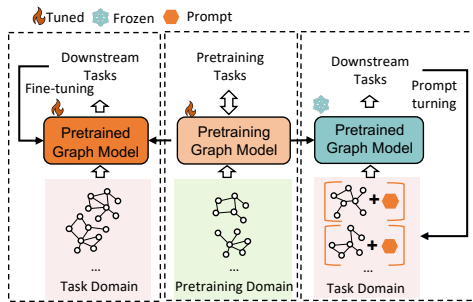 Tuned Frozen Prompt
Downstream
Tasks
Fine-tuning
Pretrained
Graph Model
...
Task Domain
Pretraining
Tasks
Pretraining
Graph Model
...
Pretraining Domain
Downstream
Tasks
Prompt
turning
Pretrained
Graph Model
+
+
...
Task Domain